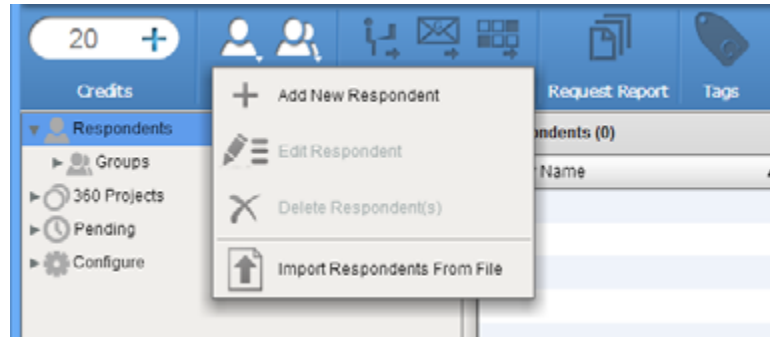 20
Credits
Request Report
Tags
Add New Respondent
Edit Respondent
Delete Respondent(s)
Import Respondents From File
Respondents
Groups
360 Projects
Pending
Configure
ondents (0)
Name